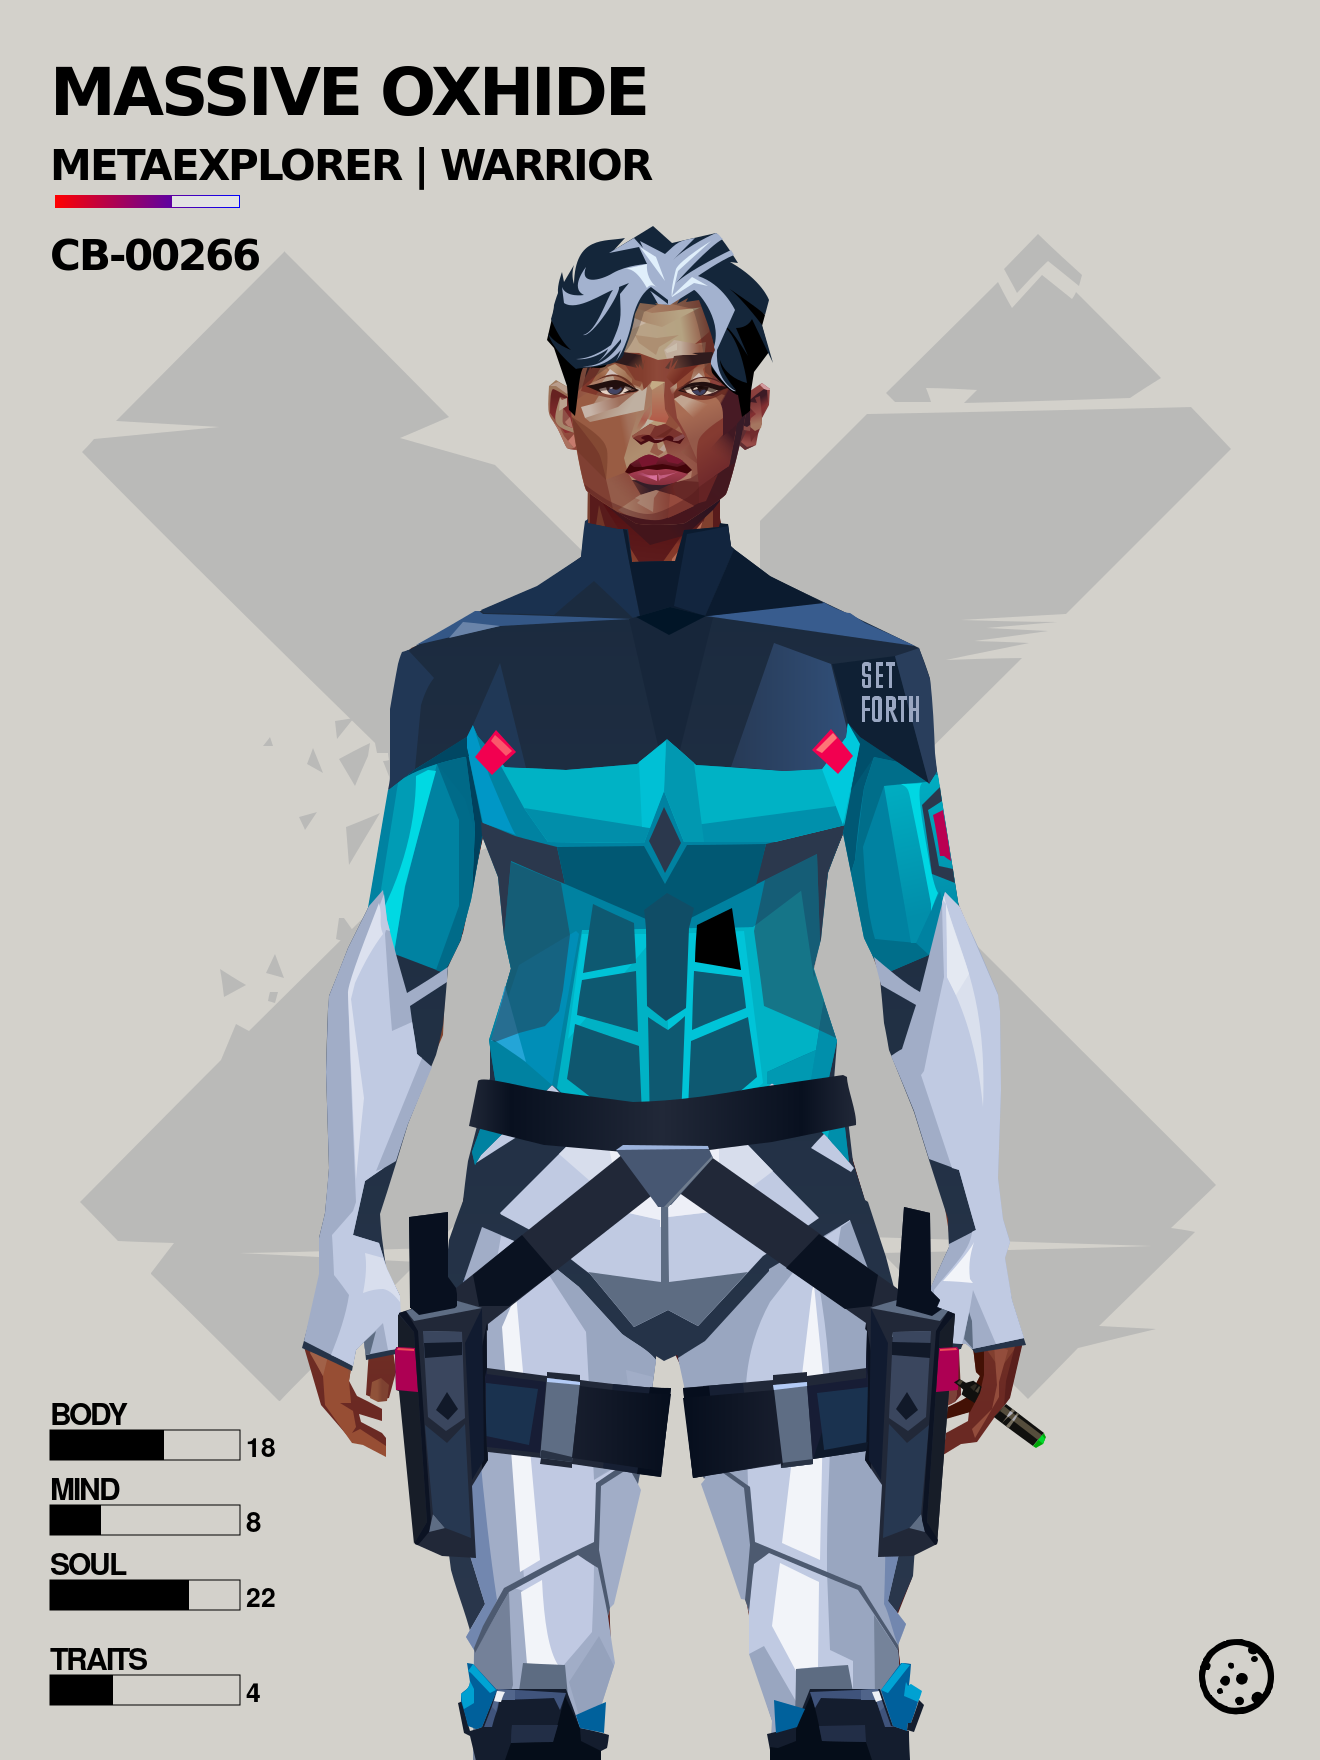 MASSIVE OXHIDE
METAEXPLORER | WARRIOR
CB-00266
SET
FORTH
BODY
18
MIND
8
SOUL
22
TRAITS
4